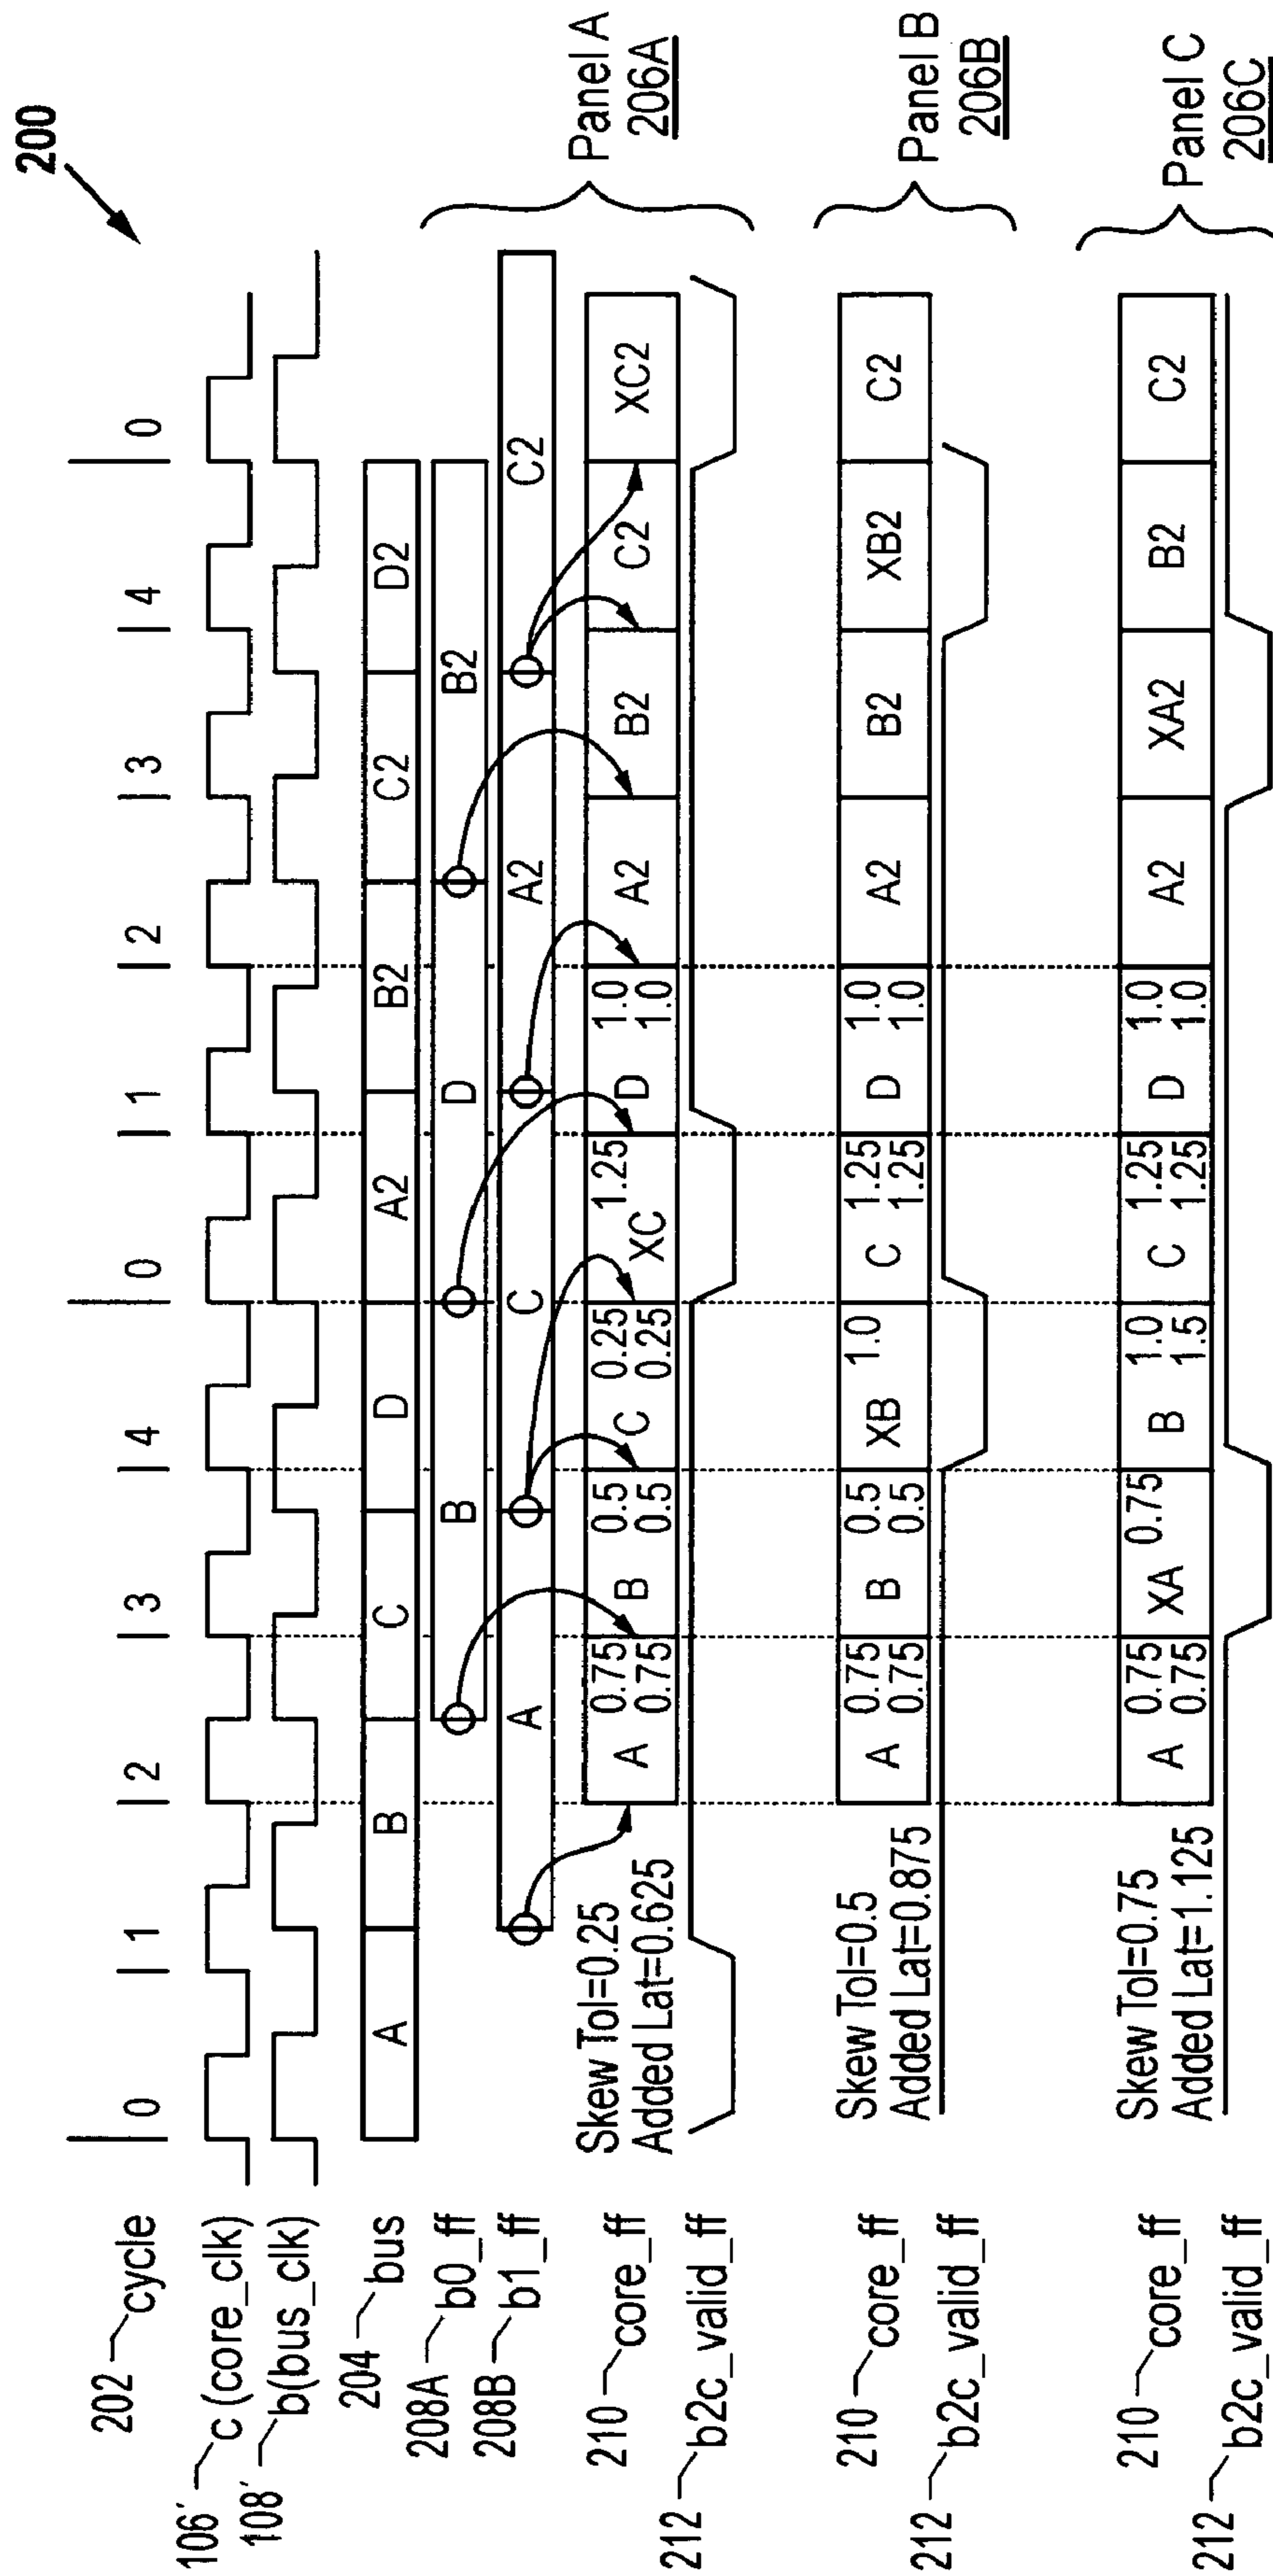 200
202 cycle 0 1 2 3 4 0 1 2 3 4 0
106′ c (core_clk)
108′ b(bus_clk)
204 bus A B C D A2 B2 C2 D2
208A b0_ff B D B2
208B b1_ff A C A2 C2
Panel A
206A
210 core_ff
Skew Tol=0.25
Added Lat=0.625
A 0.75 0.75
B 0.5 0.5
C 0.25 0.25
XC 1.25
D 1.0 1.0
A2 B2 C2 XC2
212 b2c_valid_ff
Panel B
206B
210 core_ff
Skew Tol=0.5
Added Lat=0.875
A 0.75 0.75
B 0.5 0.5
XB 1.0
C 1.25 1.25
D 1.0 1.0
A2 B2 XB2 C2
212 b2c_valid_ff
Panel C
206C
210 core_ff
Skew Tol=0.75
Added Lat=1.125
A 0.75 0.75
XA 0.75
B 1.0 1.5
C 1.25 1.25
D 1.0 1.0
A2 XA2 B2 C2
212 b2c_valid_ff